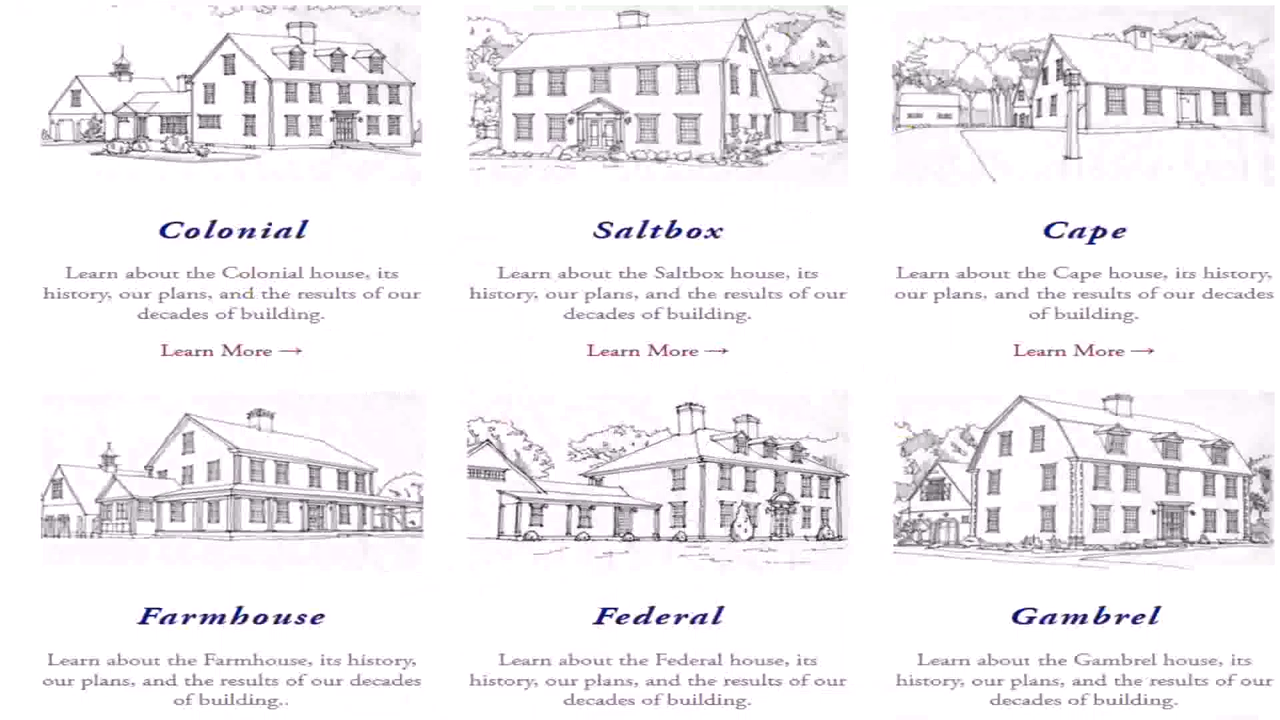 Colonial
Learn about the Colonial house, its
history, our plans, and the results of our
decades of building.
Learn More →
Saltbox
Learn about the Saltbox house, its
history, our plans, and the results of our
decades of building.
Learn More →
Cape
Learn about the Cape house, its history,
our plans, and the results of our decades
of building.
Learn More →
Farmhouse
Learn about the Farmhouse, its history,
our plans, and the results of our decades
of building..
Federal
Learn about the Federal house, its
history, our plans, and the results of our
decades of building.
Gambrel
Learn about the Gambrel house, its
history, our plans, and the results of our
decades of building.